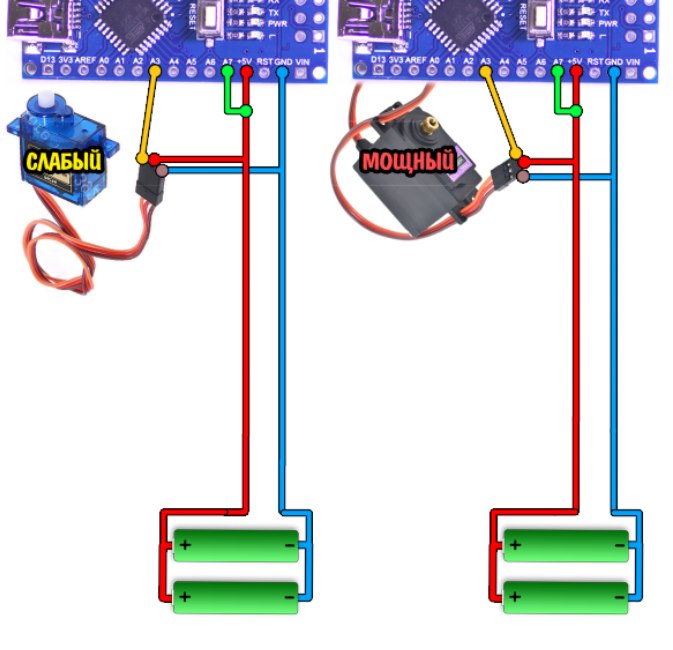 RX
TX
PWR
L
RESET
1
D13 3V3 AREF A0 A1 A2 A3 A4 A5 A6 A7 +5V RST GND VIN
СЛАБЫЙ
+ −
+ −
RX
TX
PWR
L
RESET
1
D13 3V3 AREF A0 A1 A2 A3 A4 A5 A6 A7 +5V RST GND VIN
МОЩНЫЙ
+ −
+ −